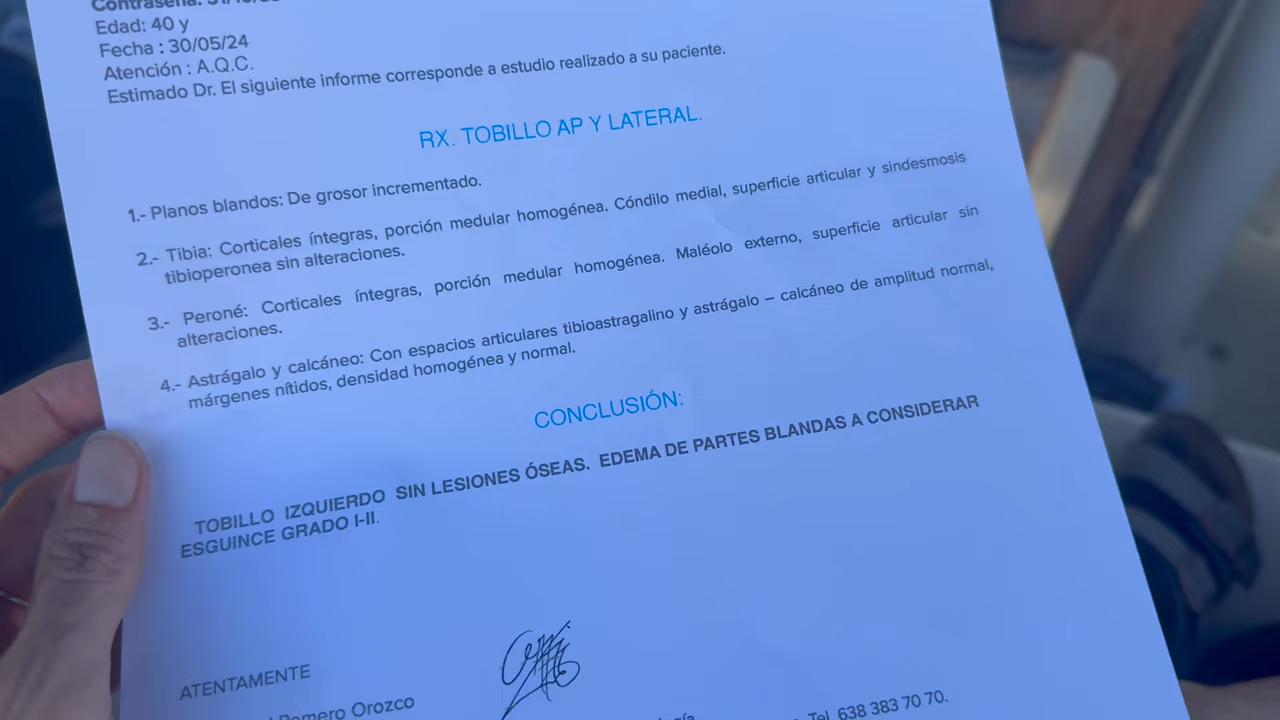 Edad: 40 y
Fecha : 30/05/24
Atención : A.Q.C.
Estimado Dr. El siguiente informe corresponde a estudio realizado a su paciente.
RX. TOBILLO AP Y LATERAL.
1.- Planos blandos: De grosor incrementado.
2.- Tibia: Corticales íntegras, porción medular homogénea. Cóndilo medial, superficie articular y sindesmosis
tibioperonea sin alteraciones.
3.- Peroné: Corticales íntegras, porción medular homogénea. Maléolo externo, superficie articular sin
alteraciones.
4.- Astrágalo y calcáneo: Con espacios articulares tibioastragalino y astrágalo – calcáneo de amplitud normal,
márgenes nítidos, densidad homogénea y normal.
CONCLUSIÓN:
TOBILLO IZQUIERDO SIN LESIONES ÓSEAS. EDEMA DE PARTES BLANDAS A CONSIDERAR
ESGUINCE GRADO I-II.
ATENTAMENTE
Romero Orozco
Tel. 638 383 70 70.